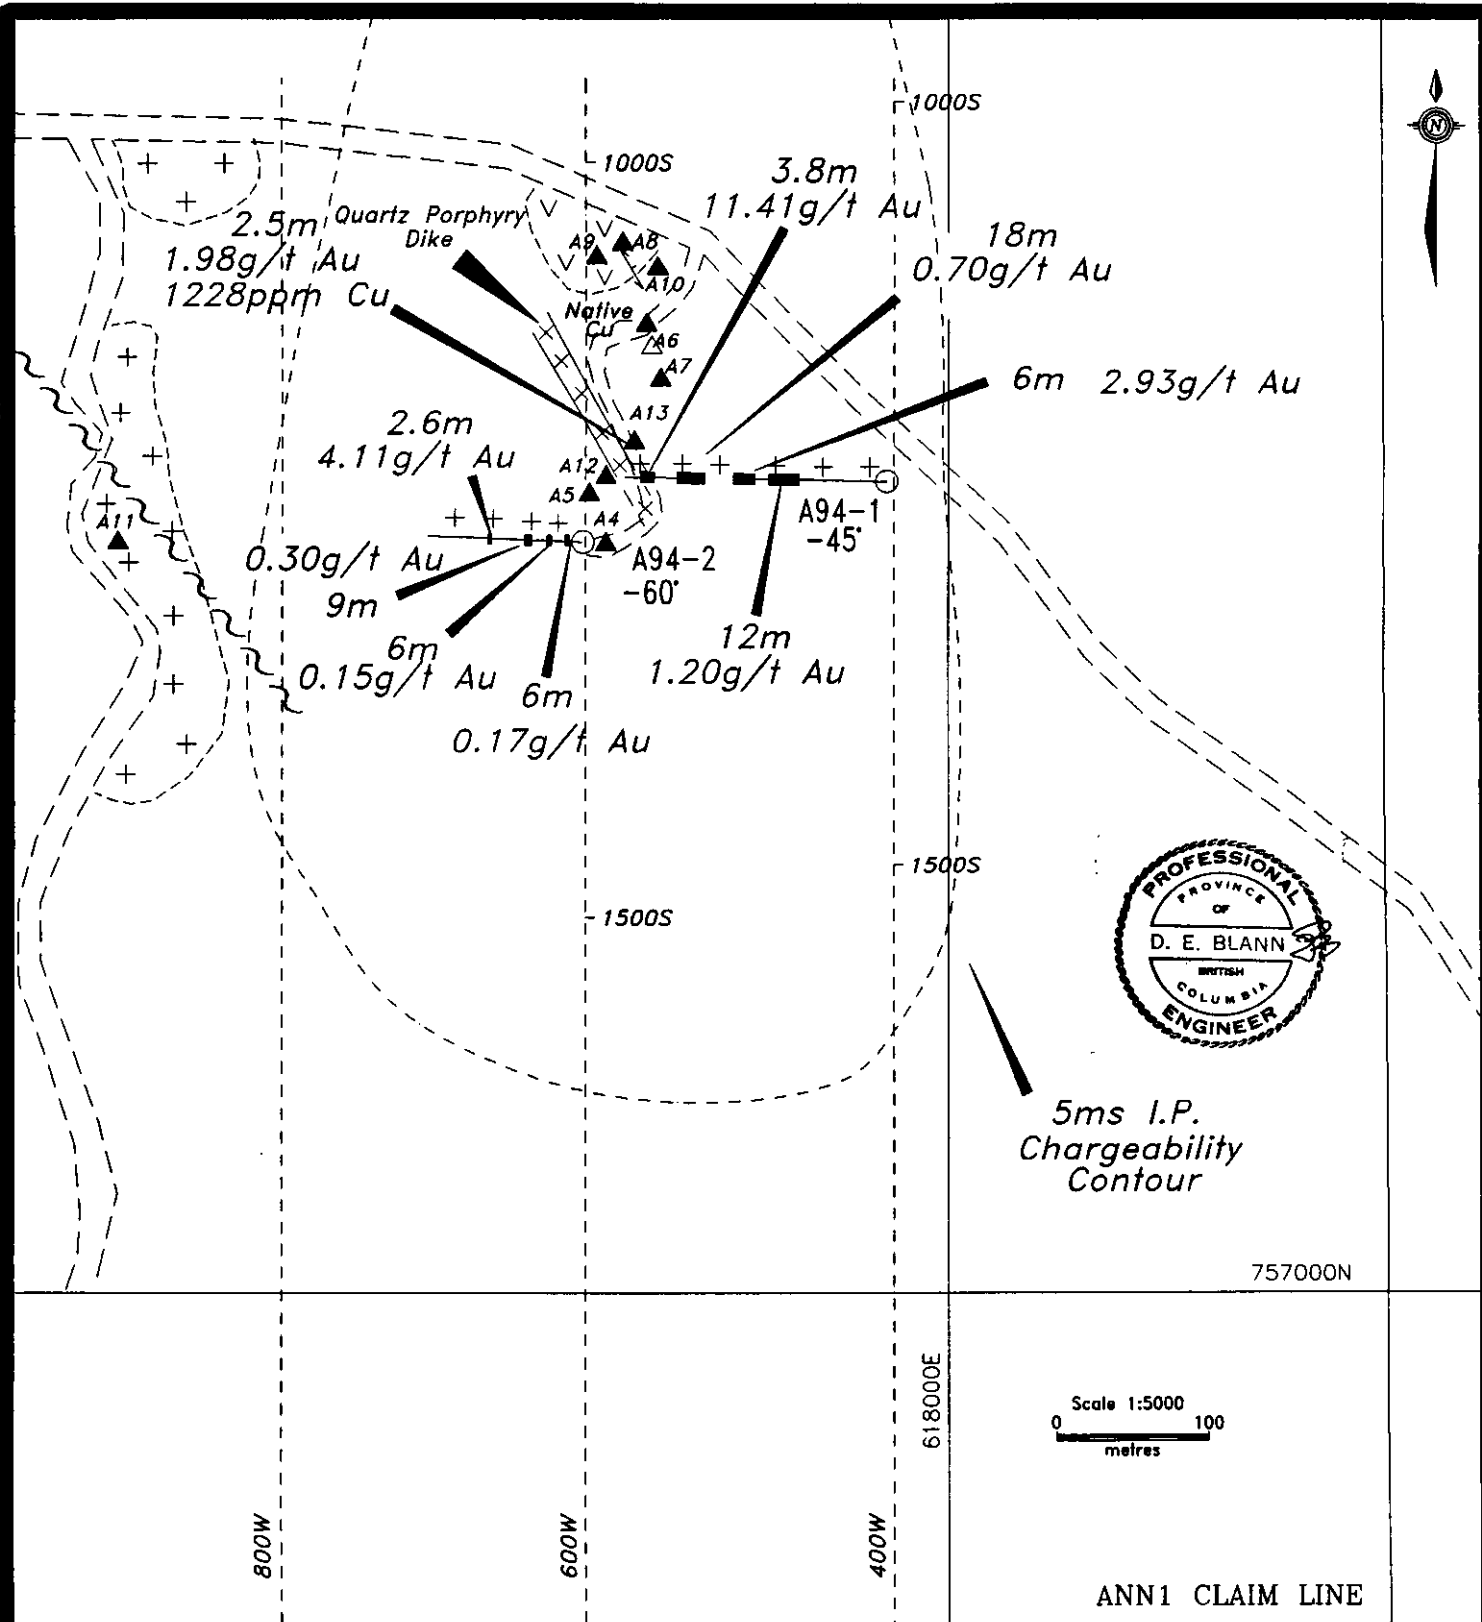 1000S
1000S
N
3.8m
11.41g/t Au
2.5m
1.98g/t Au
1228ppm Cu
Quartz Porphyry
Dike
18m
0.70g/t Au
A9
A8
A10
Native
Cu
A6
A7
6m 2.93g/t Au
A13
2.6m
4.11g/t Au
A12
A5
A4
A11
A94-1
-45°
A94-2
-60°
0.30g/t Au
9m
6m
0.15g/t Au
6m
0.17g/t Au
12m
1.20g/t Au
1500S
1500S
PROFESSIONAL
PROVINCE
OF
D. E. BLANN
BRITISH
COLUMBIA
ENGINEER
5ms I.P.
Chargeability
Contour
757000N
618000E
Scale 1:5000
0 100
metres
800W
600W
400W
ANN1 CLAIM LINE